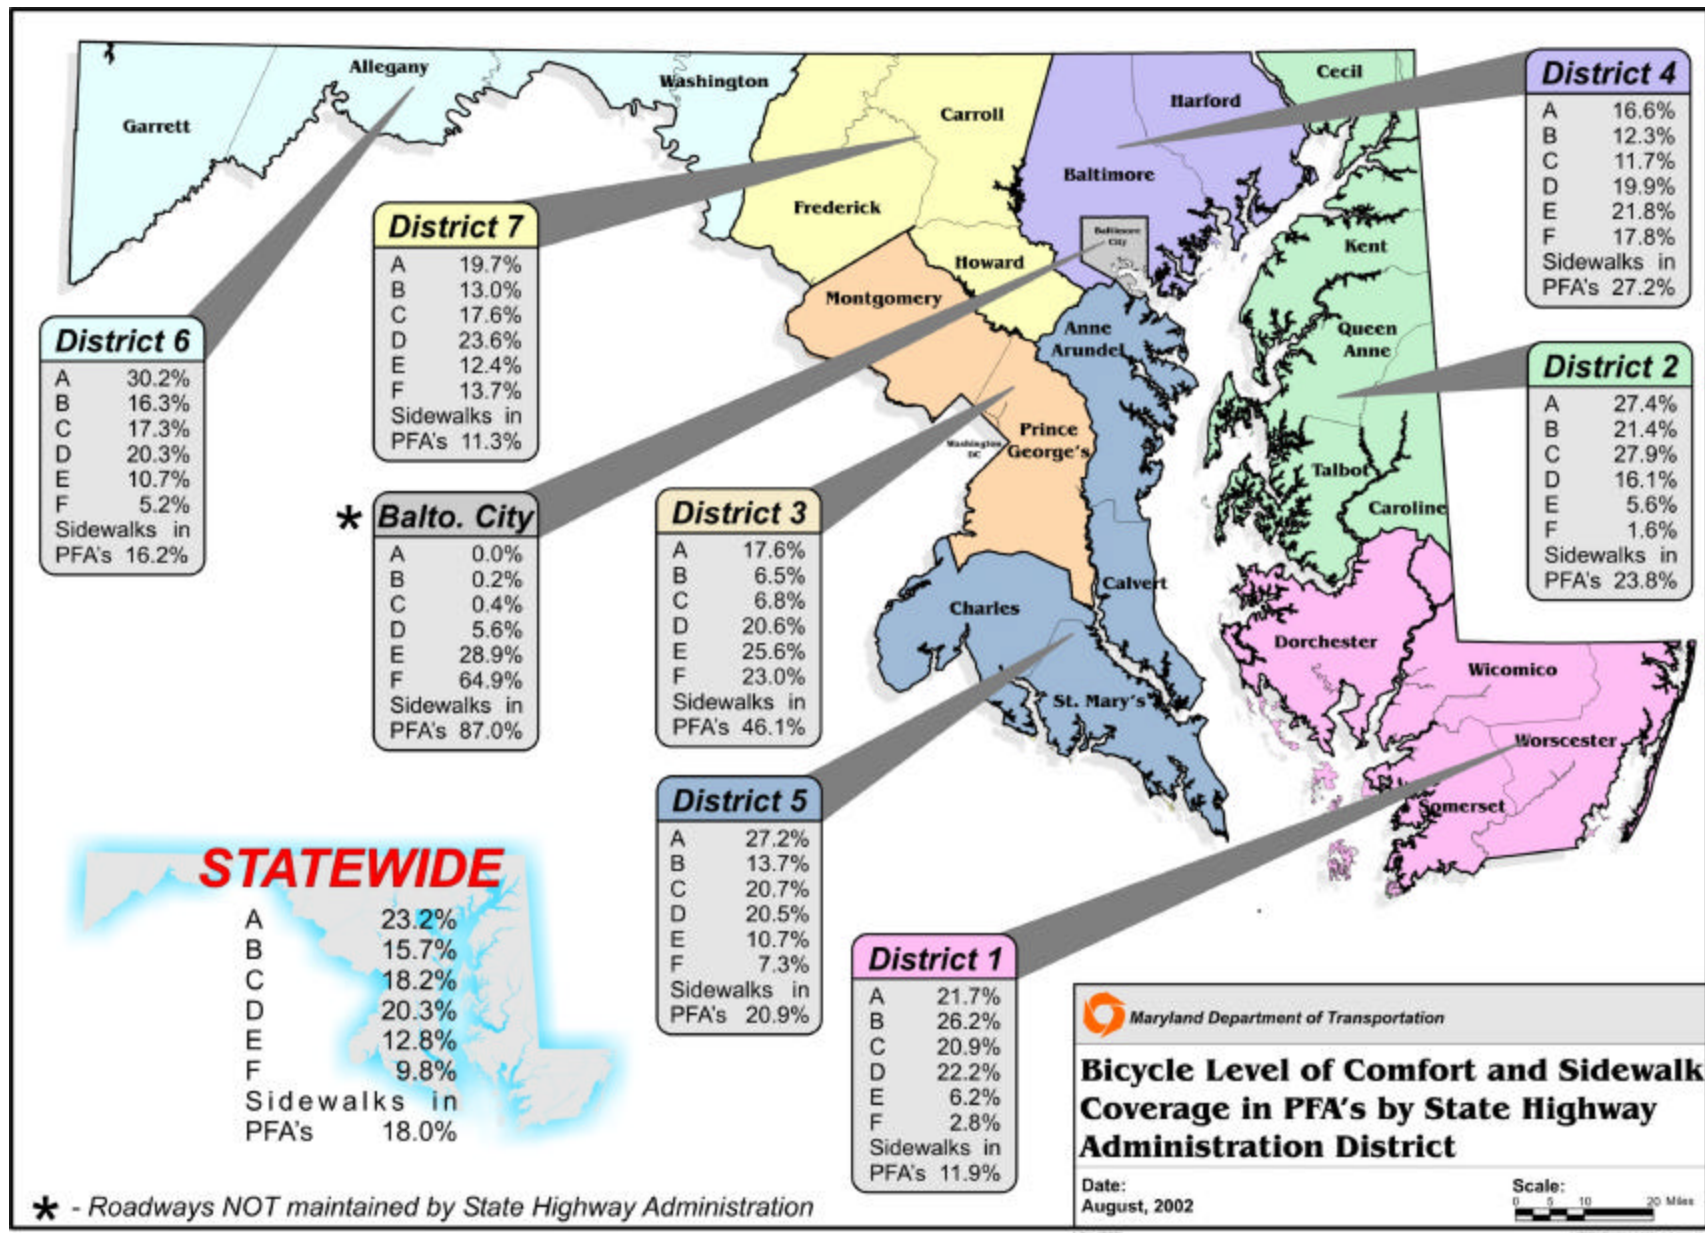 Allegany
Washington
Garrett
Carroll
Frederick
Howard
Montgomery
Harford
Baltimore
Baltimore
City
Cecil
Kent
Queen
Anne
Talbot
Caroline
Anne
Arundel
Prince
George's
Washington
DC
Calvert
Charles
St. Mary's
Dorchester
Wicomico
Worscester
Somerset
District 4
A 16.6%
B 12.3%
C 11.7%
D 19.9%
E 21.8%
F 17.8%
Sidewalks in
PFA's 27.2%
District 7
A 19.7%
B 13.0%
C 17.6%
D 23.6%
E 12.4%
F 13.7%
Sidewalks in
PFA's 11.3%
District 6
A 30.2%
B 16.3%
C 17.3%
D 20.3%
E 10.7%
F 5.2%
Sidewalks in
PFA's 16.2%
District 2
A 27.4%
B 21.4%
C 27.9%
D 16.1%
E 5.6%
F 1.6%
Sidewalks in
PFA's 23.8%
* Balto. City
A 0.0%
B 0.2%
C 0.4%
D 5.6%
E 28.9%
F 64.9%
Sidewalks in
PFA's 87.0%
District 3
A 17.6%
B 6.5%
C 6.8%
D 20.6%
E 25.6%
F 23.0%
Sidewalks in
PFA's 46.1%
District 5
A 27.2%
B 13.7%
C 20.7%
D 20.5%
E 10.7%
F 7.3%
Sidewalks in
PFA's 20.9%
District 1
A 21.7%
B 26.2%
C 20.9%
D 22.2%
E 6.2%
F 2.8%
Sidewalks in
PFA's 11.9%
STATEWIDE
A 23.2%
B 15.7%
C 18.2%
D 20.3%
E 12.8%
F 9.8%
Sidewalks in
PFA's 18.0%
* - Roadways NOT maintained by State Highway Administration
Maryland Department of Transportation
Bicycle Level of Comfort and Sidewalk
Coverage in PFA's by State Highway
Administration District
Date:
August, 2002
Scale:
0 5 10 20 Miles